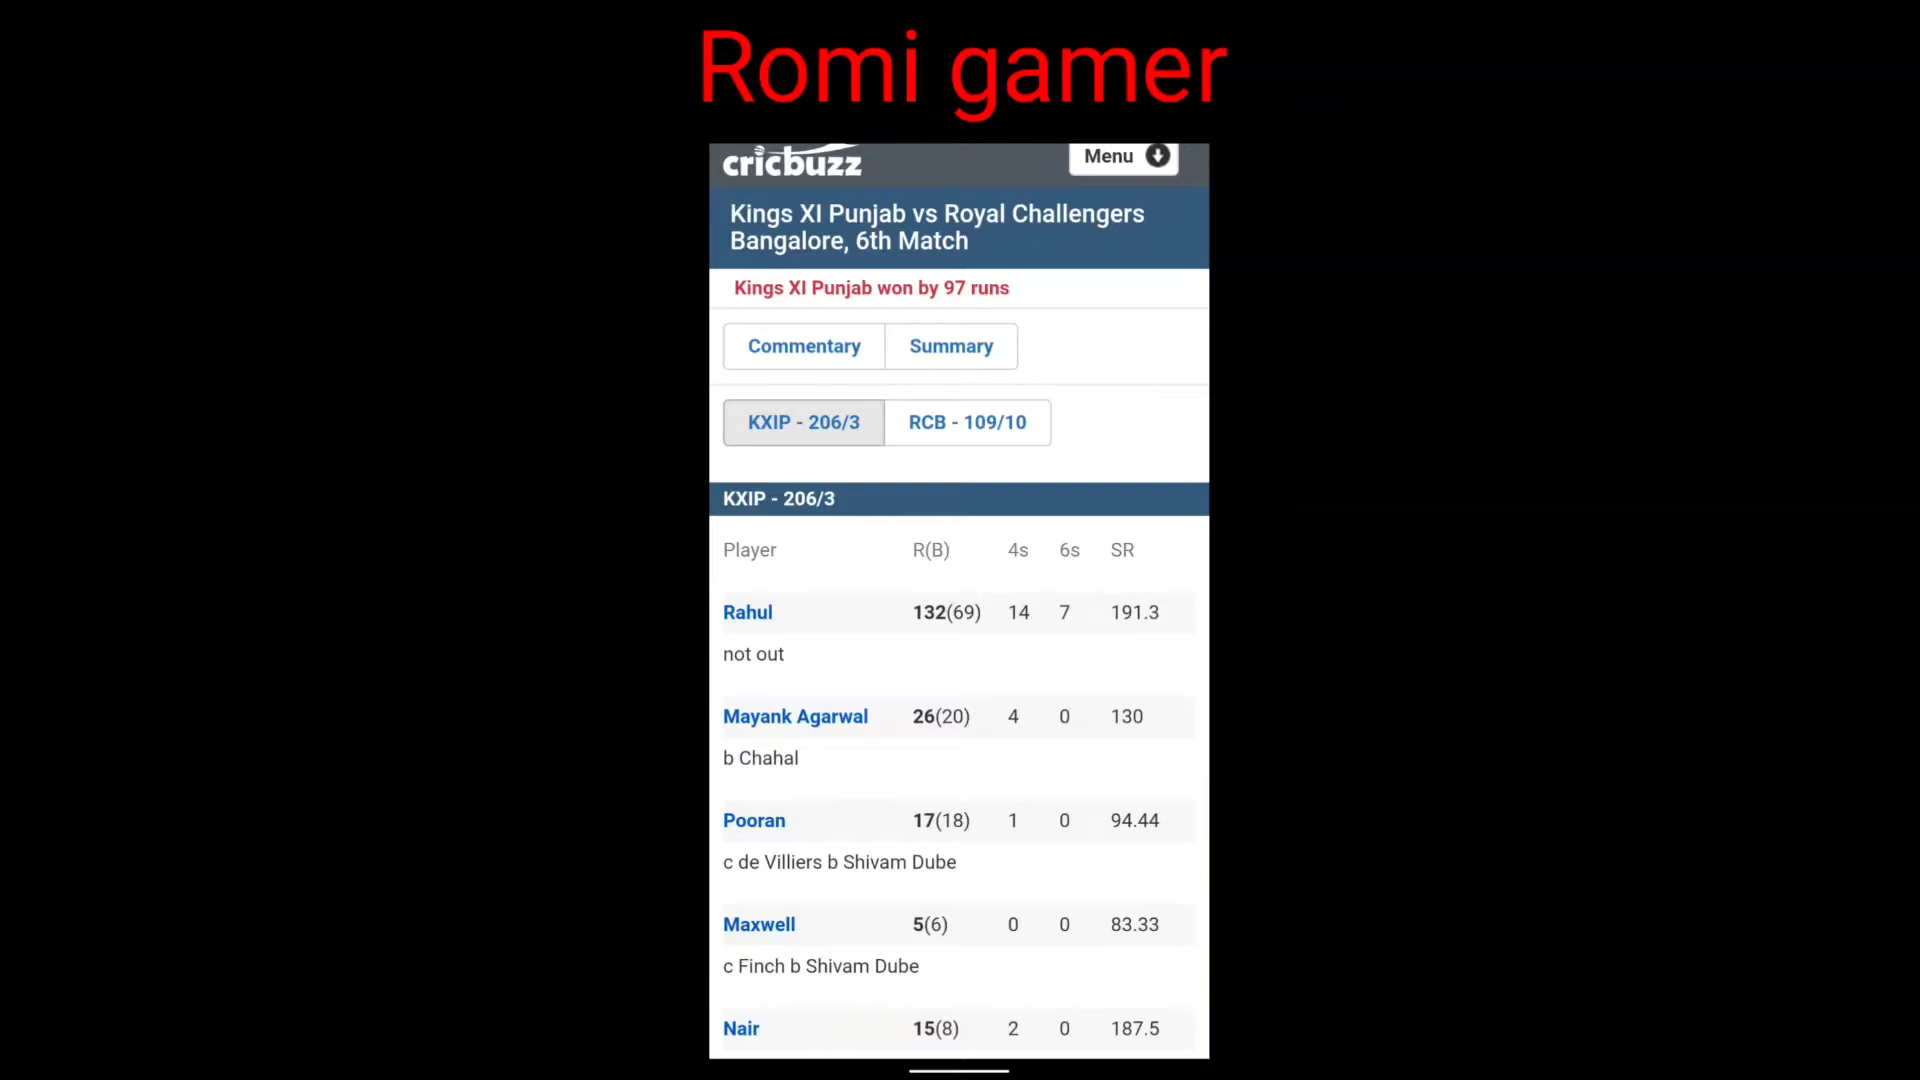 Romi gamer
cricbuzz
Menu
Kings XI Punjab vs Royal Challengers
Bangalore, 6th Match
Kings XI Punjab won by 97 runs
Commentary Summary
KXIP - 206/3 RCB - 109/10
KXIP - 206/3
Player R(B) 4s 6s SR
Rahul 132(69) 14 7 191.3
not out
Mayank Agarwal 26(20) 4 0 130
b Chahal
Pooran 17(18) 1 0 94.44
c de Villiers b Shivam Dube
Maxwell 5(6) 0 0 83.33
c Finch b Shivam Dube
Nair 15(8) 2 0 187.5